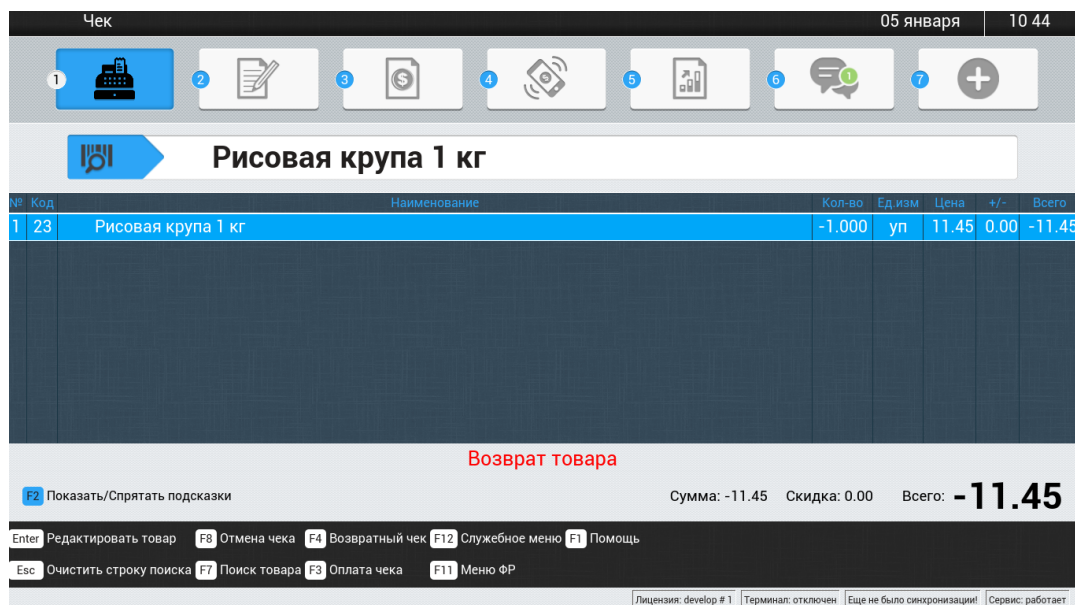 Чек 05 января 10 44
1 2 3 4 5 6 1 7
Рисовая крупа 1 кг
№ Код Наименование Кол-во Ед.изм Цена +/- Всего
1 23 Рисовая крупа 1 кг -1.000 уп 11.45 0.00 -11.45
Возврат товара
F2 Показать/Спрятать подсказки Сумма: -11.45 Скидка: 0.00 Всего: -11.45
Enter Редактировать товар F8 Отмена чека F4 Возвратный чек F12 Служебное меню F1 Помощь
Esc Очистить строку поиска F7 Поиск товара F3 Оплата чека F11 Меню ФР
Лицензия: develop # 1 Терминал: отключен Еще не было синхронизации! Сервис: работает